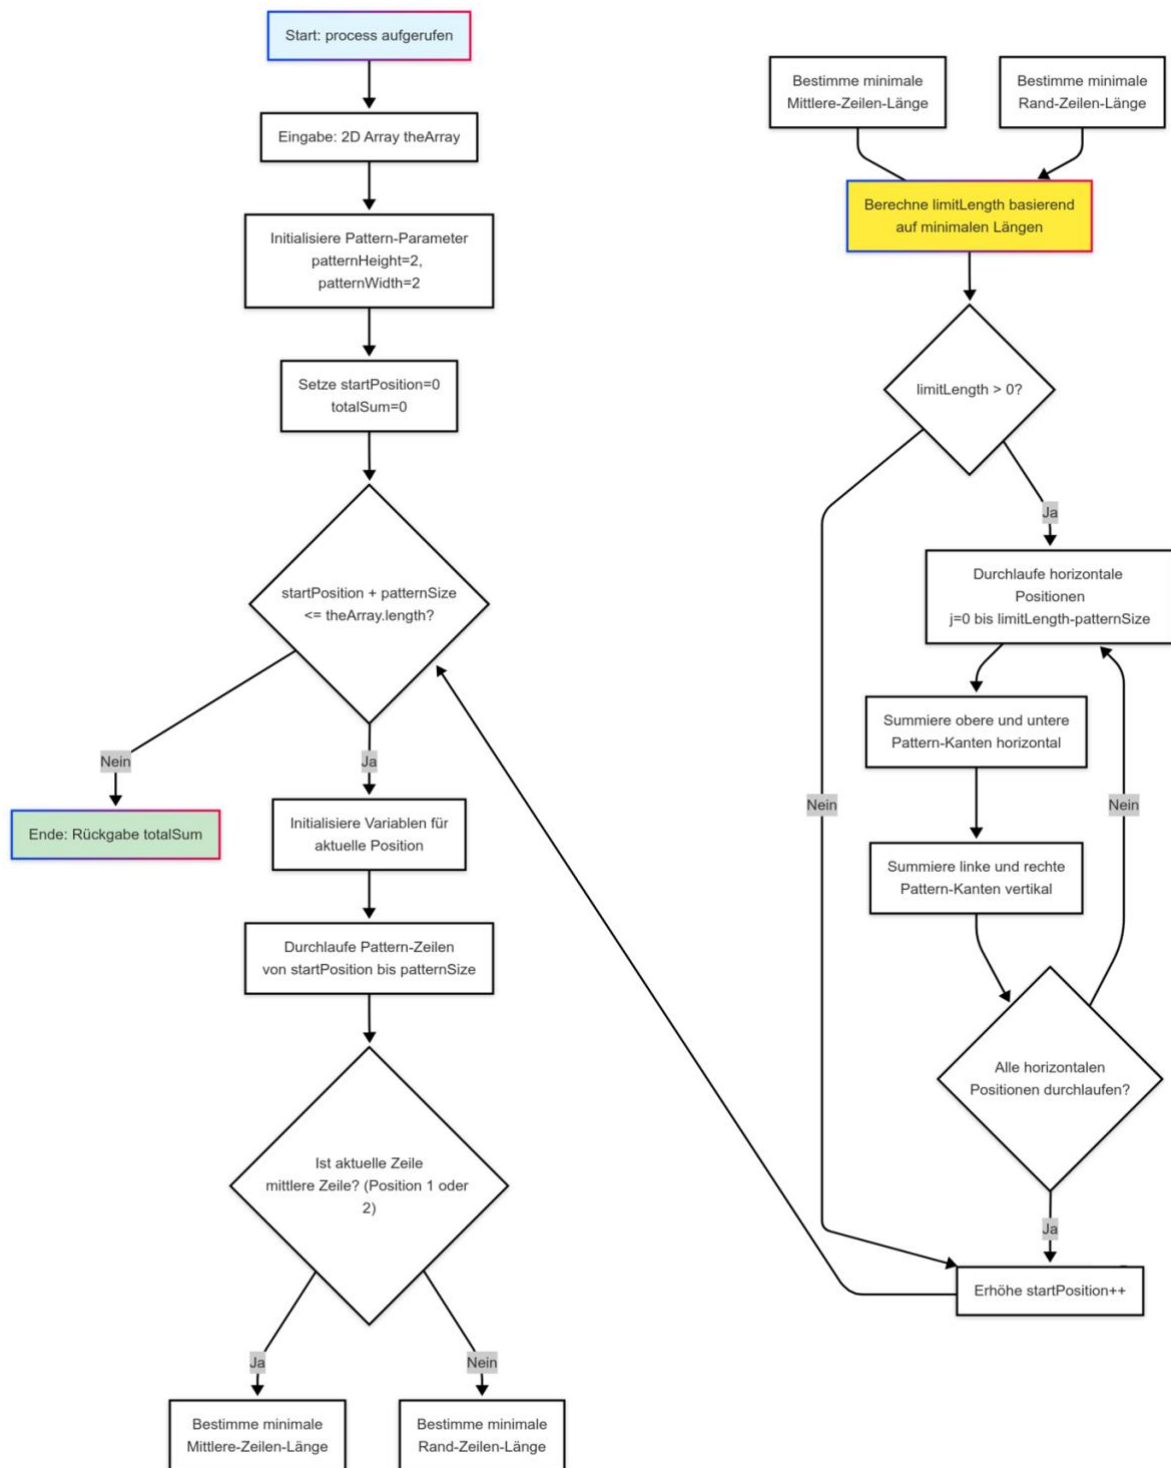 Start: process aufgerufen
Eingabe: 2D Array theArray
Initialisiere Pattern-Parameter
patternHeight=2,
patternWidth=2
Setze startPosition=0
totalSum=0
startPosition + patternSize
<= theArray.length?
Nein
Ja
Ende: Rückgabe totalSum
Initialisiere Variablen für
aktuelle Position
Durchlaufe Pattern-Zeilen
von startPosition bis patternSize
Ist aktuelle Zeile
mittlere Zeile? (Position 1 oder
2)
Ja
Nein
Bestimme minimale
Mittlere-Zeilen-Länge
Bestimme minimale
Rand-Zeilen-Länge
Bestimme minimale
Mittlere-Zeilen-Länge
Bestimme minimale
Rand-Zeilen-Länge
Berechne limitLength basierend
auf minimalen Längen
limitLength > 0?
Ja
Durchlaufe horizontale
Positionen
j=0 bis limitLength-patternSize
Summiere obere und untere
Pattern-Kanten horizontal
Nein
Nein
Summiere linke und rechte
Pattern-Kanten vertikal
Alle horizontalen
Positionen durchlaufen?
Ja
Erhöhe startPosition++